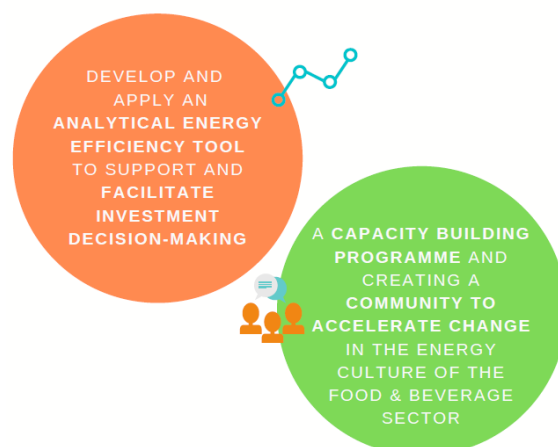 DEVELOP AND
APPLY AN
ANALYTICAL ENERGY
EFFICIENCY TOOL
TO SUPPORT AND
FACILITATE
INVESTMENT
DECISION-MAKING
A CAPACITY BUILDING
PROGRAMME AND
CREATING A
COMMUNITY TO
ACCELERATE CHANGE
IN THE ENERGY
CULTURE OF THE
FOOD & BEVERAGE
SECTOR